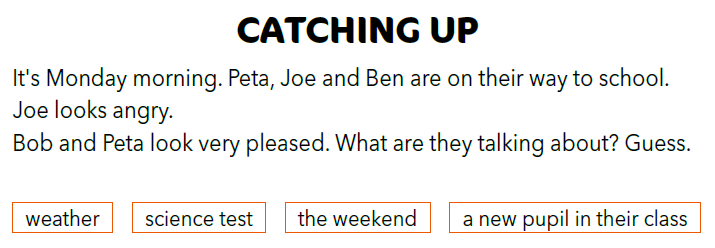 CATCHING UP
It's Monday morning. Peta, Joe and Ben are on their way to school.
Joe looks angry.
Bob and Peta look very pleased. What are they talking about? Guess.
weather science test the weekend a new pupil in their class